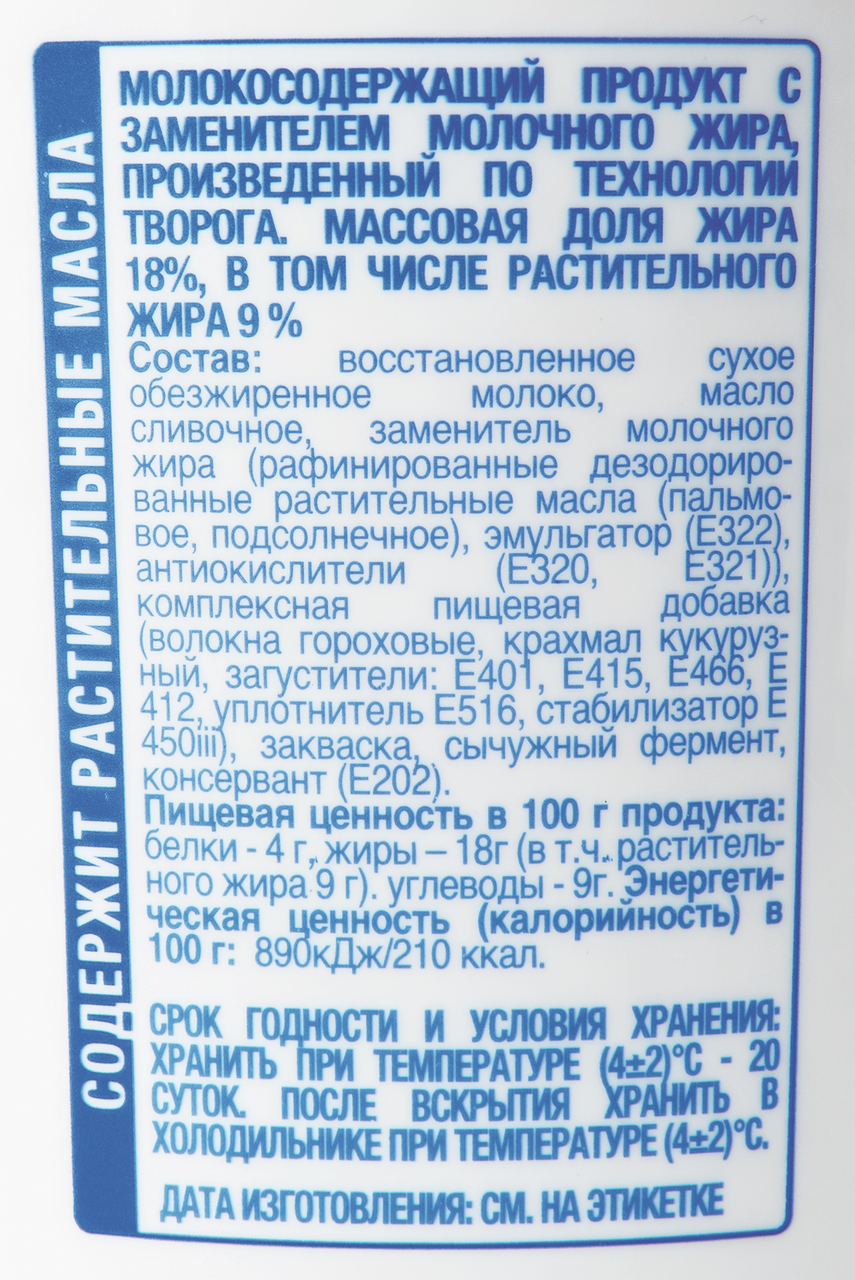 СОДЕРЖИТ РАСТИТЕЛЬНЫЕ МАСЛА
МОЛОКОСОДЕРЖАЩИЙ ПРОДУКТ С
ЗАМЕНИТЕЛЕМ МОЛОЧНОГО ЖИРА,
ПРОИЗВЕДЕННЫЙ ПО ТЕХНОЛОГИИ
ТВОРОГА. МАССОВАЯ ДОЛЯ ЖИРА
18%, В ТОМ ЧИСЛЕ РАСТИТЕЛЬНОГО
ЖИРА 9 %
Состав: восстановленное сухое
обезжиренное молоко, масло
сливочное, заменитель молочного
жира (рафинированные дезодориро-
ванные растительные масла (пальмо-
вое, подсолнечное), эмульгатор (Е322),
антиокислители (Е320, Е321)),
комплексная пищевая добавка
(волокна гороховые, крахмал кукуруз-
ный, загустители: Е401, Е415, Е466, Е
412, уплотнитель Е516, стабилизатор Е
450iii), закваска, сычужный фермент,
консервант (Е202).
Пищевая ценность в 100 г продукта:
белки - 4 г, жиры – 18г (в т.ч. раститель-
ного жира 9 г). углеводы - 9г. Энергети-
ческая ценность (калорийность) в
100 г: 890кДж/210 ккал.
СРОК ГОДНОСТИ И УСЛОВИЯ ХРАНЕНИЯ:
ХРАНИТЬ ПРИ ТЕМПЕРАТУРЕ (4±2)°С - 20
СУТОК. ПОСЛЕ ВСКРЫТИЯ ХРАНИТЬ В
ХОЛОДИЛЬНИКЕ ПРИ ТЕМПЕРАТУРЕ (4±2)°С.
ДАТА ИЗГОТОВЛЕНИЯ: СМ. НА ЭТИКЕТКЕ